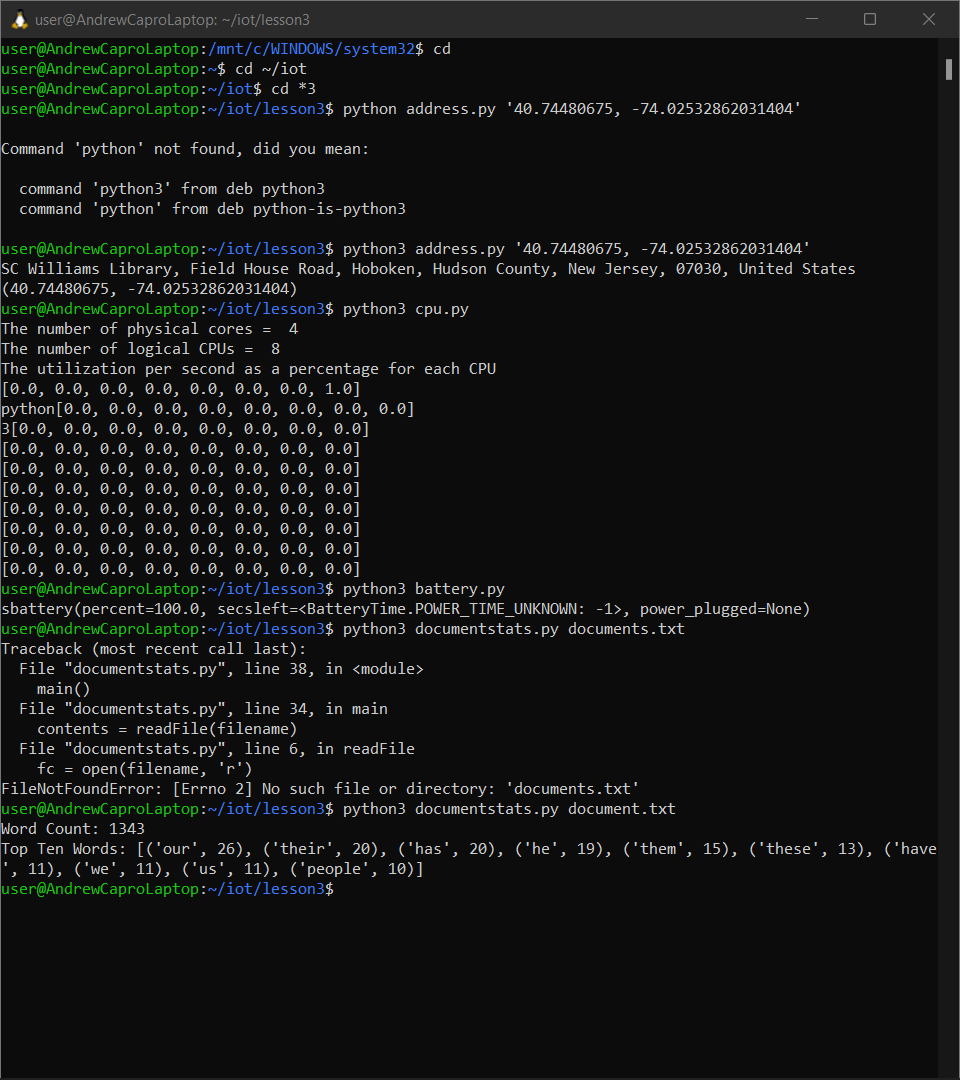 user@AndrewCaproLaptop: ~/iot/lesson3
user@AndrewCaproLaptop:/mnt/c/WINDOWS/system32$ cd
user@AndrewCaproLaptop:~$ cd ~/iot
user@AndrewCaproLaptop:~/iot$ cd *3
user@AndrewCaproLaptop:~/iot/lesson3$ python address.py '40.74480675, -74.02532862031404'
Command 'python' not found, did you mean:
  command 'python3' from deb python3
  command 'python' from deb python-is-python3
user@AndrewCaproLaptop:~/iot/lesson3$ python3 address.py '40.74480675, -74.02532862031404'
SC Williams Library, Field House Road, Hoboken, Hudson County, New Jersey, 07030, United States
(40.74480675, -74.02532862031404)
user@AndrewCaproLaptop:~/iot/lesson3$ python3 cpu.py
The number of physical cores =  4
The number of logical CPUs =  8
The utilization per second as a percentage for each CPU
[0.0, 0.0, 0.0, 0.0, 0.0, 0.0, 0.0, 1.0]
python[0.0, 0.0, 0.0, 0.0, 0.0, 0.0, 0.0, 0.0]
3[0.0, 0.0, 0.0, 0.0, 0.0, 0.0, 0.0, 0.0]
[0.0, 0.0, 0.0, 0.0, 0.0, 0.0, 0.0, 0.0]
[0.0, 0.0, 0.0, 0.0, 0.0, 0.0, 0.0, 0.0]
[0.0, 0.0, 0.0, 0.0, 0.0, 0.0, 0.0, 0.0]
[0.0, 0.0, 0.0, 0.0, 0.0, 0.0, 0.0, 0.0]
[0.0, 0.0, 0.0, 0.0, 0.0, 0.0, 0.0, 0.0]
[0.0, 0.0, 0.0, 0.0, 0.0, 0.0, 0.0, 0.0]
[0.0, 0.0, 0.0, 0.0, 0.0, 0.0, 0.0, 0.0]
user@AndrewCaproLaptop:~/iot/lesson3$ python3 battery.py
sbattery(percent=100.0, secsleft=<BatteryTime.POWER_TIME_UNKNOWN: -1>, power_plugged=None)
user@AndrewCaproLaptop:~/iot/lesson3$ python3 documentstats.py documents.txt
Traceback (most recent call last):
  File "documentstats.py", line 38, in <module>
    main()
  File "documentstats.py", line 34, in main
    contents = readFile(filename)
  File "documentstats.py", line 6, in readFile
    fc = open(filename, 'r')
FileNotFoundError: [Errno 2] No such file or directory: 'documents.txt'
user@AndrewCaproLaptop:~/iot/lesson3$ python3 documentstats.py document.txt
Word Count: 1343
Top Ten Words: [('our', 26), ('their', 20), ('has', 20), ('he', 19), ('them', 15), ('these', 13), ('have
', 11), ('we', 11), ('us', 11), ('people', 10)]
user@AndrewCaproLaptop:~/iot/lesson3$